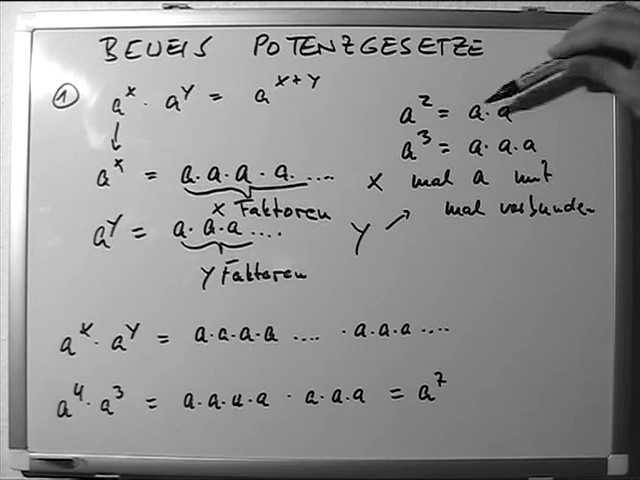 BEWEIS POTENZGESETZE
① a^x · a^y = a^(x+y)
a² = a·a
a³ = a·a·a
↓
a^x = a·a·a·a.....
x Faktoren
x mal a mit
mal verbunden
a^y = a·a·a.....
y Faktoren
y ↗
a^x · a^y = a·a·a·a .... ·a·a·a....
a⁴ · a³ = a·a·a·a · a·a·a = a⁷